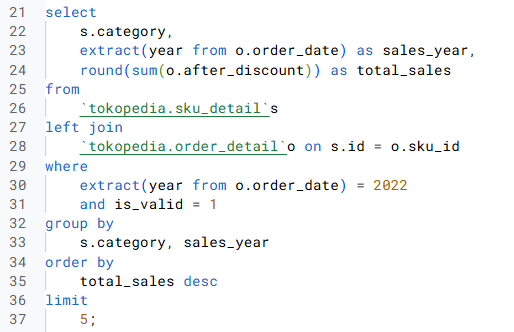 21 select
22 s.category,
23 extract(year from o.order_date) as sales_year,
24 round(sum(o.after_discount)) as total_sales
25 from
26 `tokopedia.sku_detail`s
27 left join
28 `tokopedia.order_detail`o on s.id = o.sku_id
29 where
30 extract(year from o.order_date) = 2022
31 and is_valid = 1
32 group by
33 s.category, sales_year
34 order by
35 total_sales desc
36 limit
37 5;